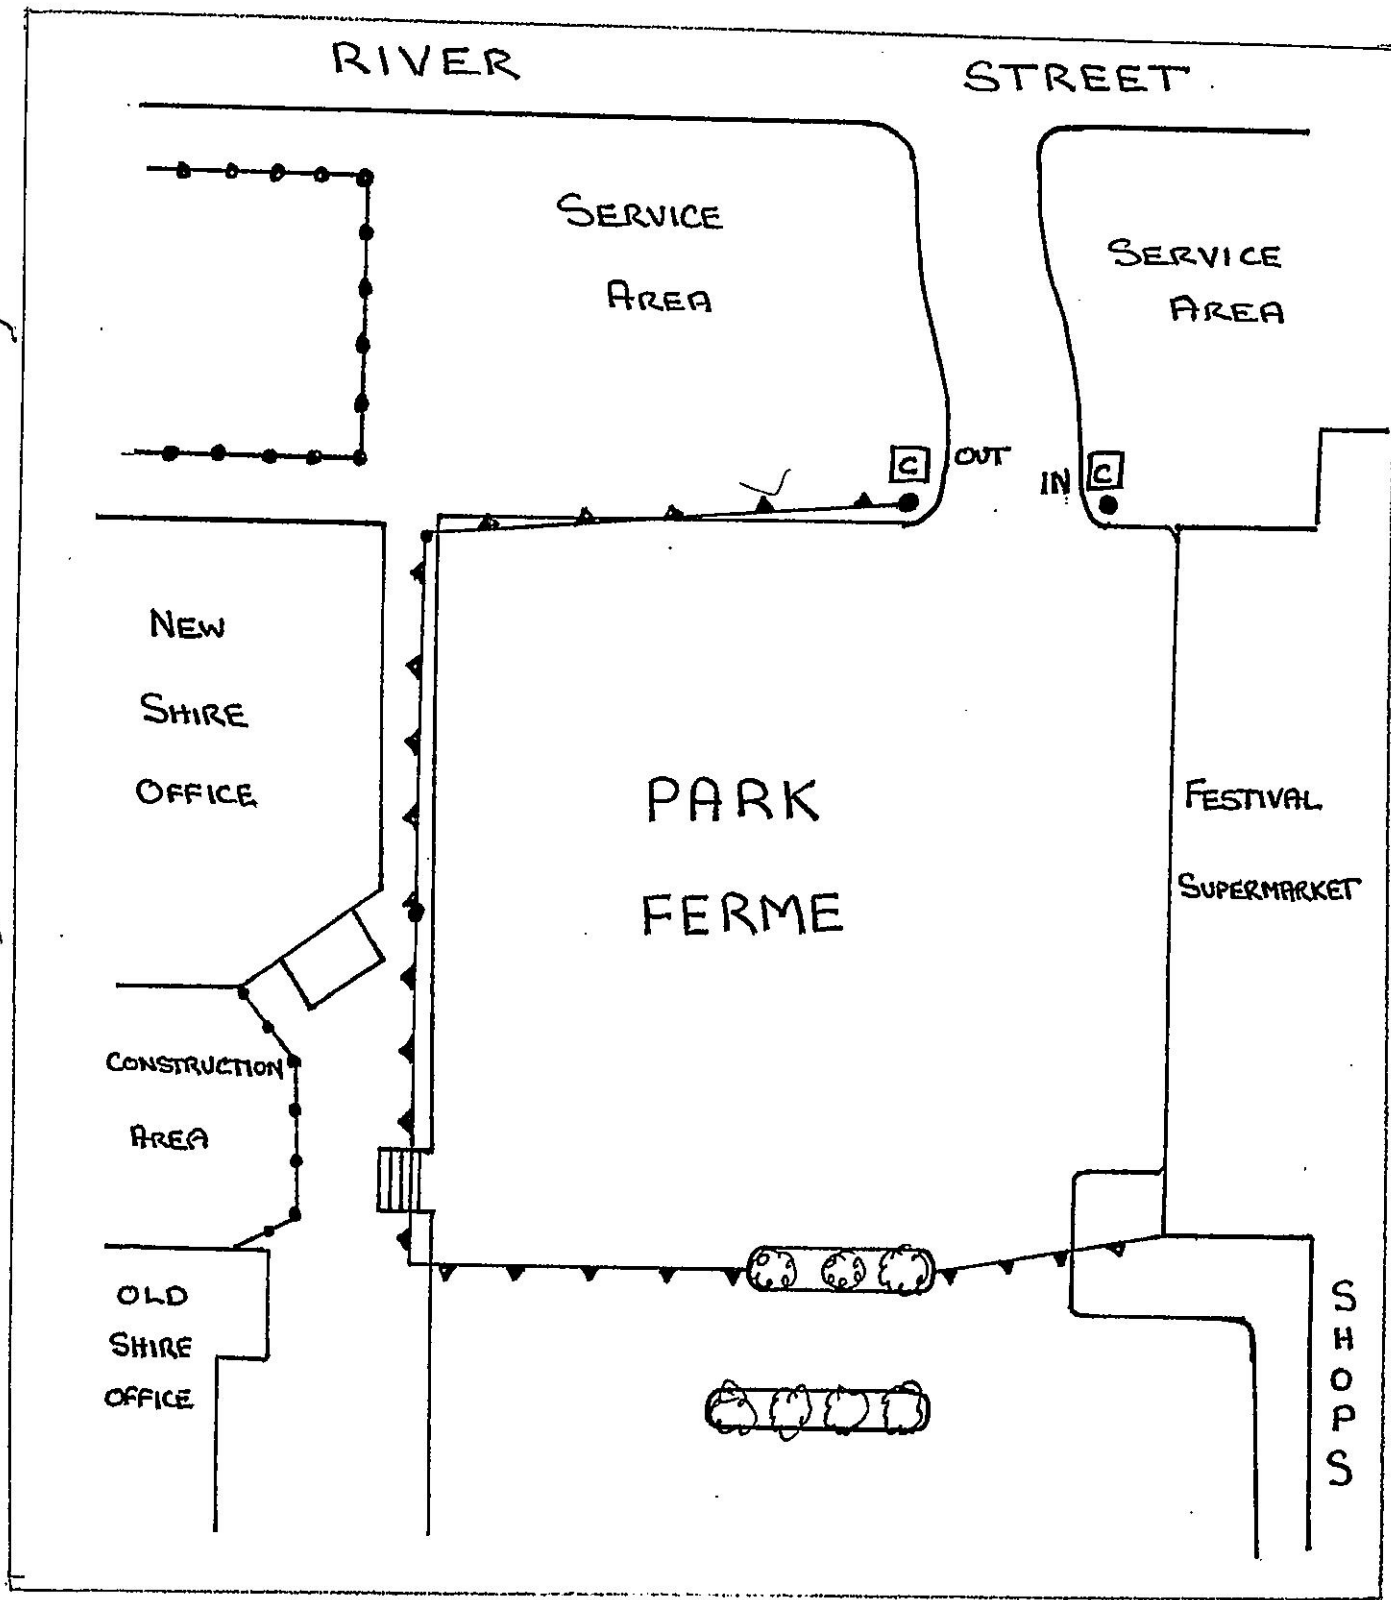 RIVER STREET
SERVICE
AREA
SERVICE
AREA
C
OUT
IN
C
NEW
SHIRE
OFFICE
PARK
FERME
FESTIVAL
SUPERMARKET
CONSTRUCTION
AREA
OLD
SHIRE
OFFICE
SHOPS